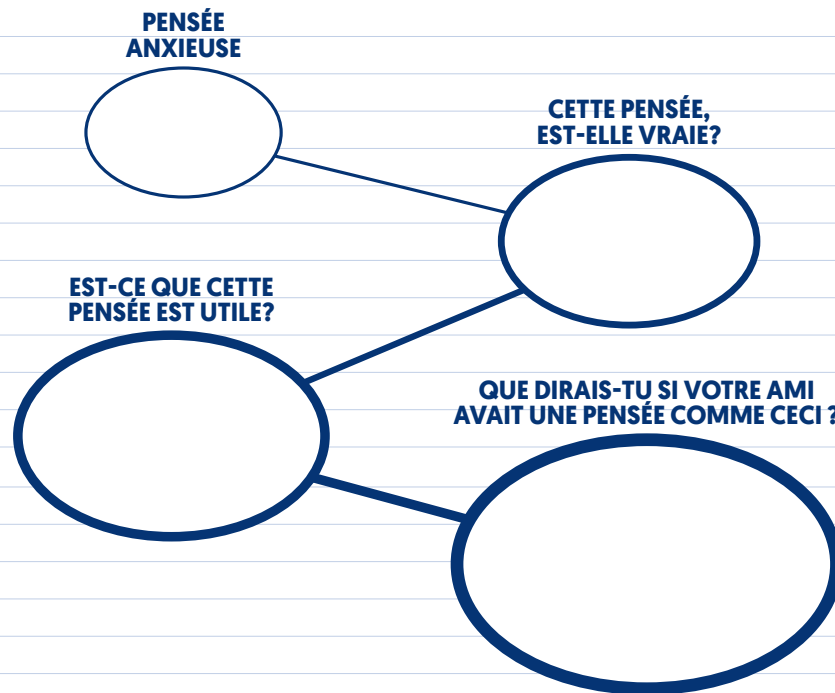 PENSÉE
ANXIEUSE
CETTE PENSÉE,
EST-ELLE VRAIE?
EST-CE QUE CETTE
PENSÉE EST UTILE?
QUE DIRAIS-TU SI VOTRE AMI
AVAIT UNE PENSÉE COMME CECI ?